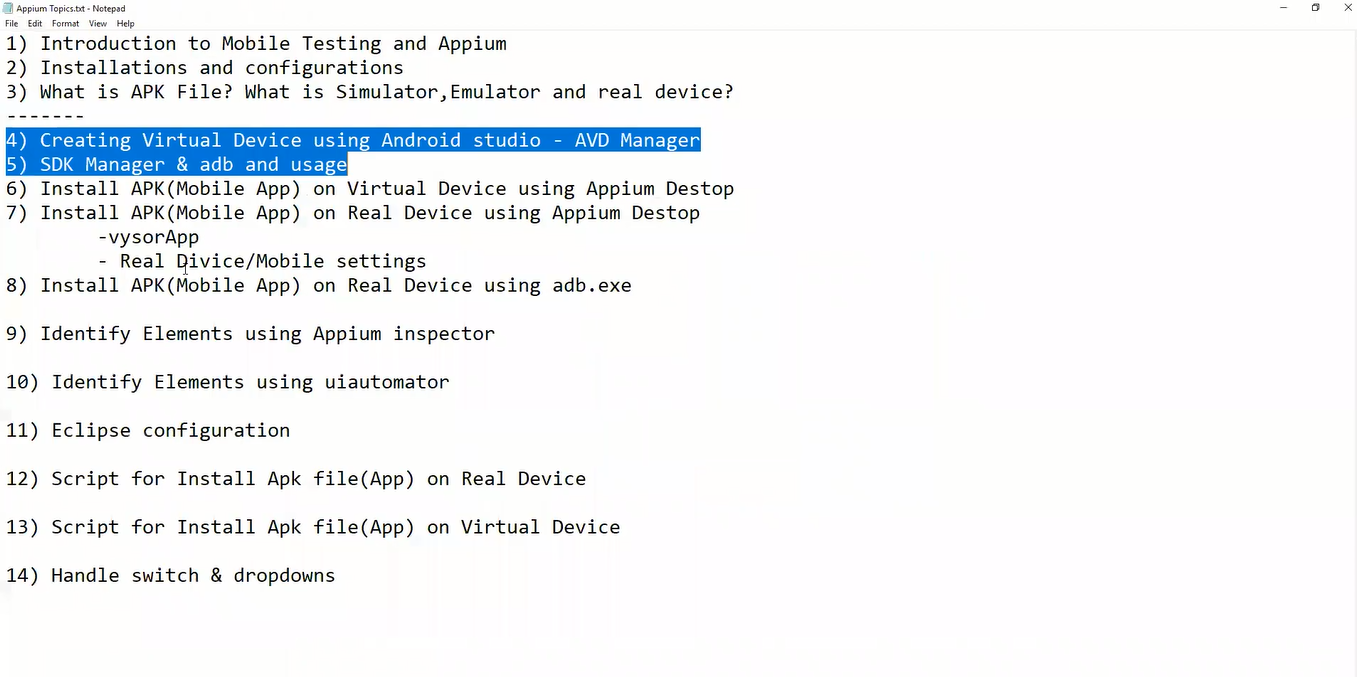 Appium Topics.txt - Notepad
File Edit Format View Help
1) Introduction to Mobile Testing and Appium
2) Installations and configurations
3) What is APK File? What is Simulator,Emulator and real device?
-------
4) Creating Virtual Device using Android studio - AVD Manager
5) SDK Manager & adb and usage
6) Install APK(Mobile App) on Virtual Device using Appium Destop
7) Install APK(Mobile App) on Real Device using Appium Destop
-vysorApp
- Real Divice/Mobile settings
8) Install APK(Mobile App) on Real Device using adb.exe
9) Identify Elements using Appium inspector
10) Identify Elements using uiautomator
11) Eclipse configuration
12) Script for Install Apk file(App) on Real Device
13) Script for Install Apk file(App) on Virtual Device
14) Handle switch & dropdowns